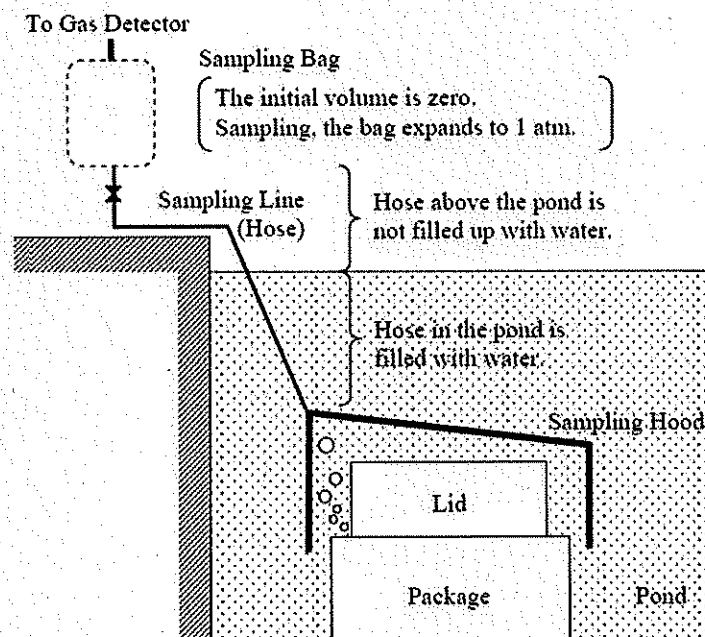 To Gas Detector
Sampling Bag
The initial volume is zero.
Sampling, the bag expands to 1 atm.
Sampling Line
(Hose)
Hose above the pond is
not filled up with water.
Hose in the pond is
filled with water.
Sampling Hood
Lid
Package
Pond